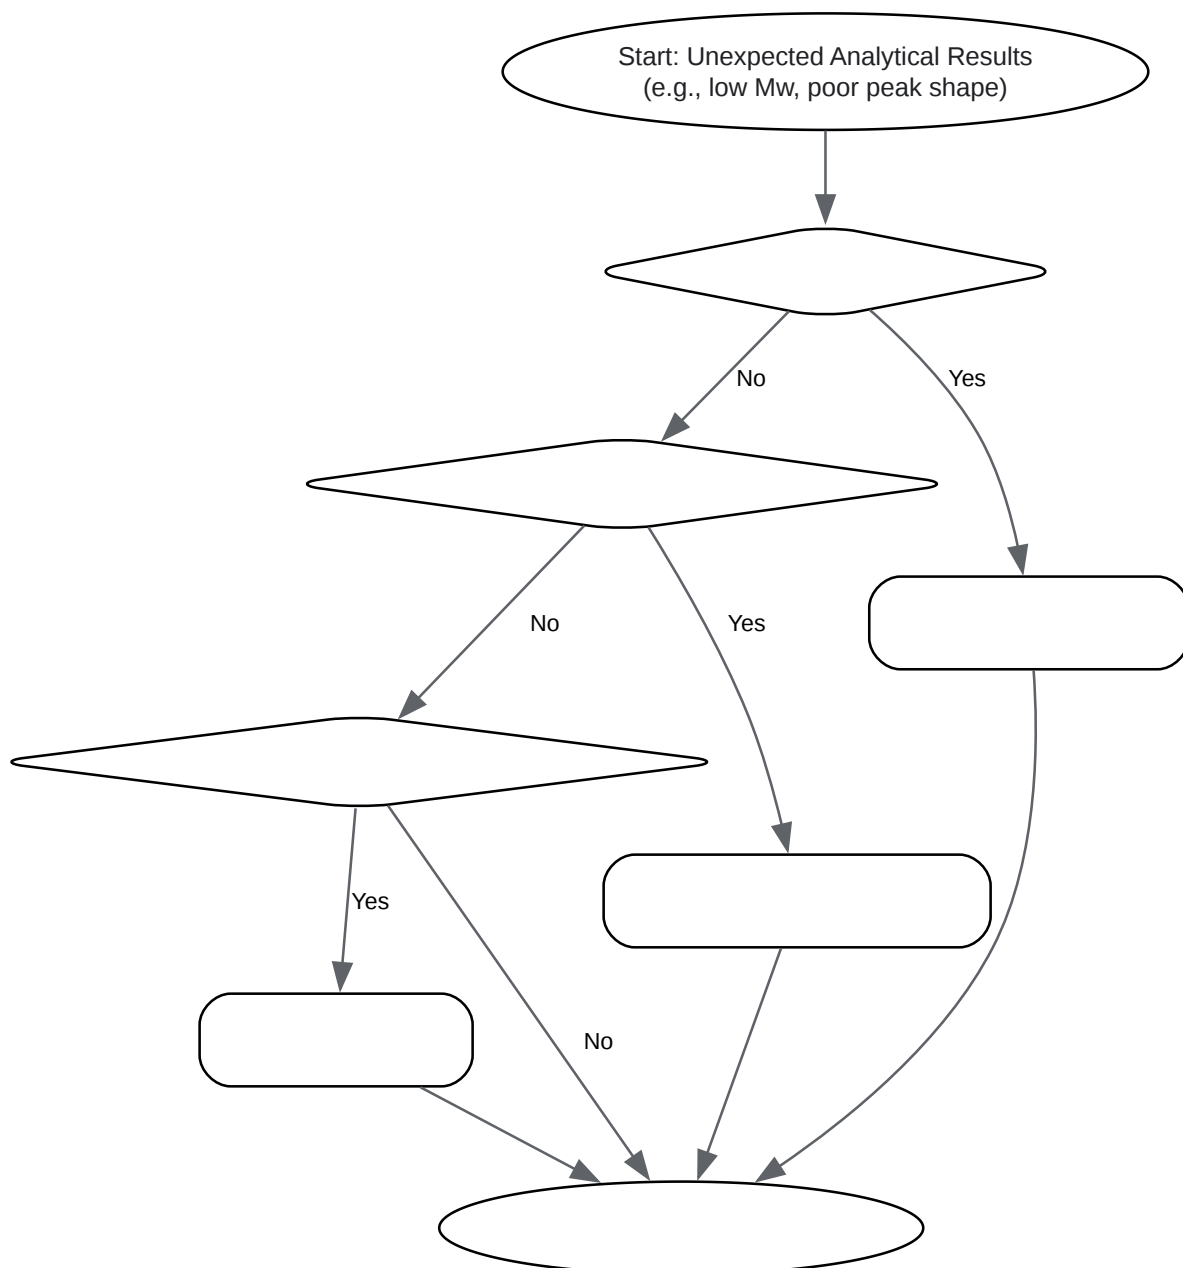 Start: Unexpected Analytical Results
(e.g., low Mw, poor peak shape)
No
Yes
No
Yes
Yes
No